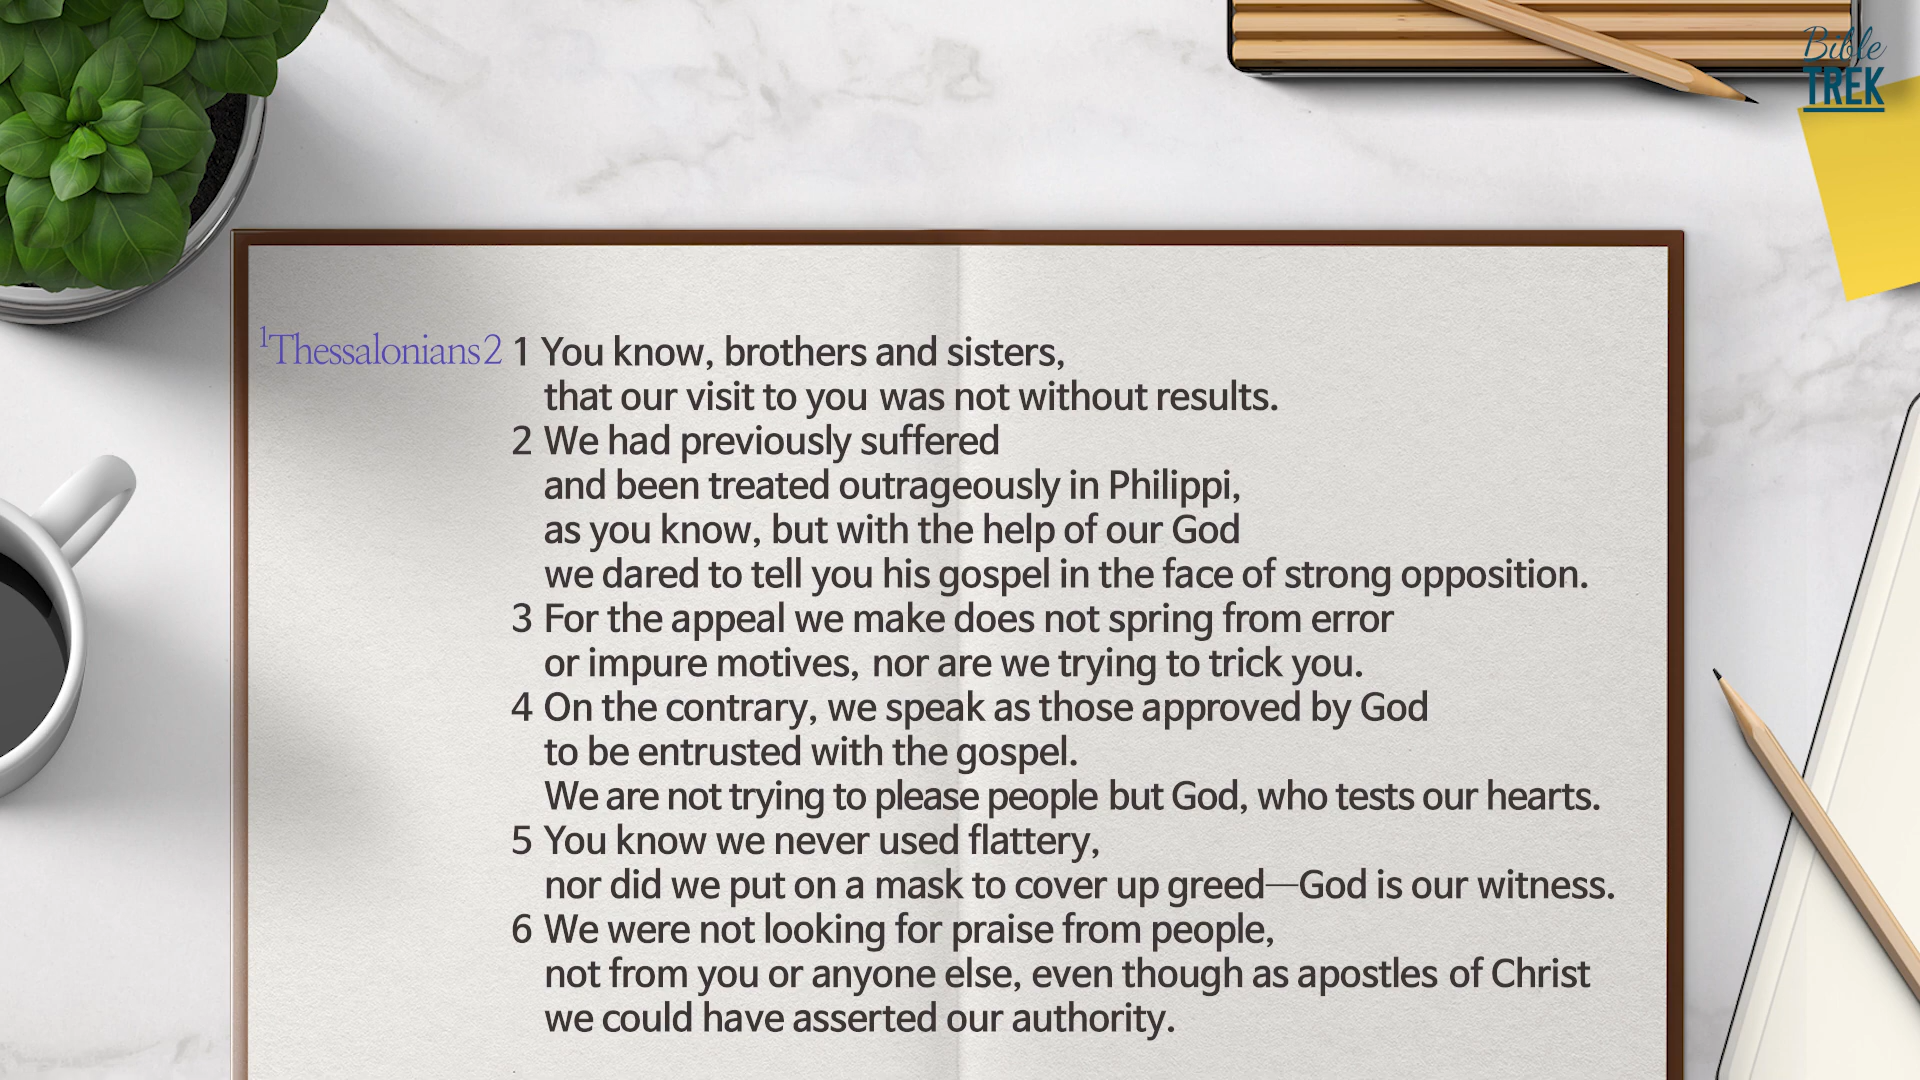 Bible
TREK
1Thessalonians2 1 You know, brothers and sisters,
that our visit to you was not without results.
2 We had previously suffered
and been treated outrageously in Philippi,
as you know, but with the help of our God
we dared to tell you his gospel in the face of strong opposition.
3 For the appeal we make does not spring from error
or impure motives, nor are we trying to trick you.
4 On the contrary, we speak as those approved by God
to be entrusted with the gospel.
We are not trying to please people but God, who tests our hearts.
5 You know we never used flattery,
nor did we put on a mask to cover up greed—God is our witness.
6 We were not looking for praise from people,
not from you or anyone else, even though as apostles of Christ
we could have asserted our authority.